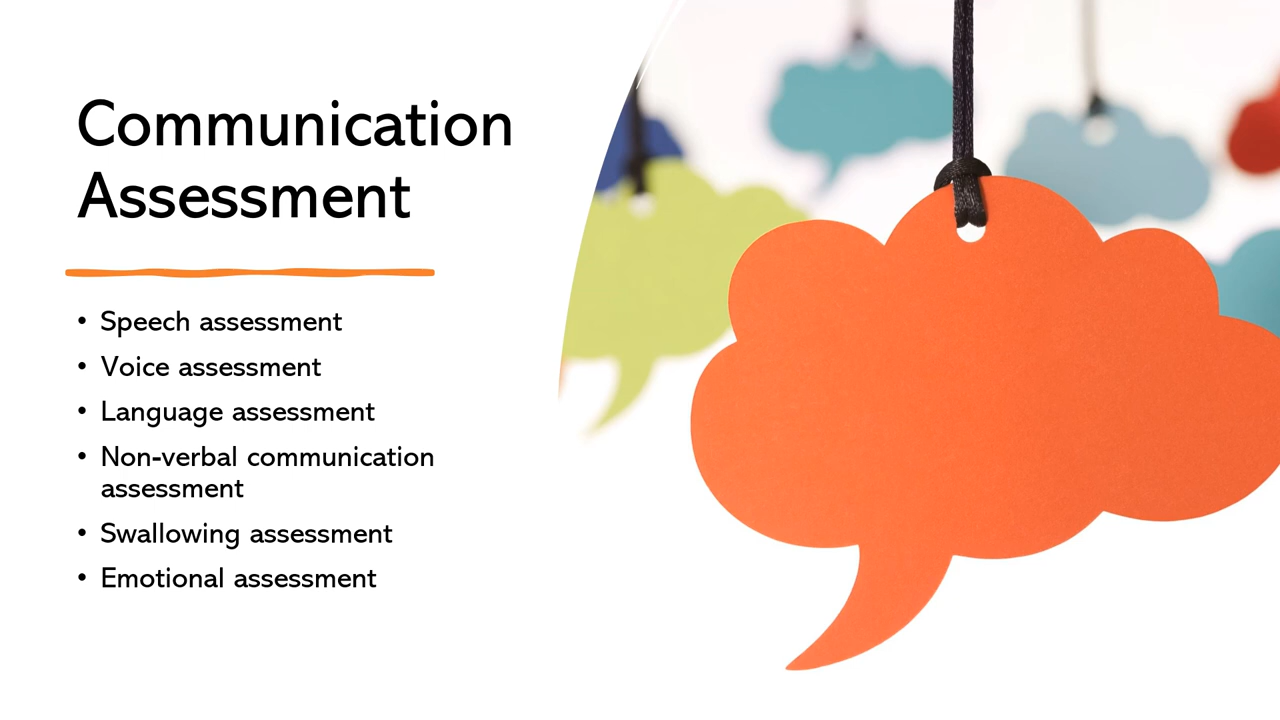 Communication
Assessment
• Speech assessment
• Voice assessment
• Language assessment
• Non-verbal communication
assessment
• Swallowing assessment
• Emotional assessment